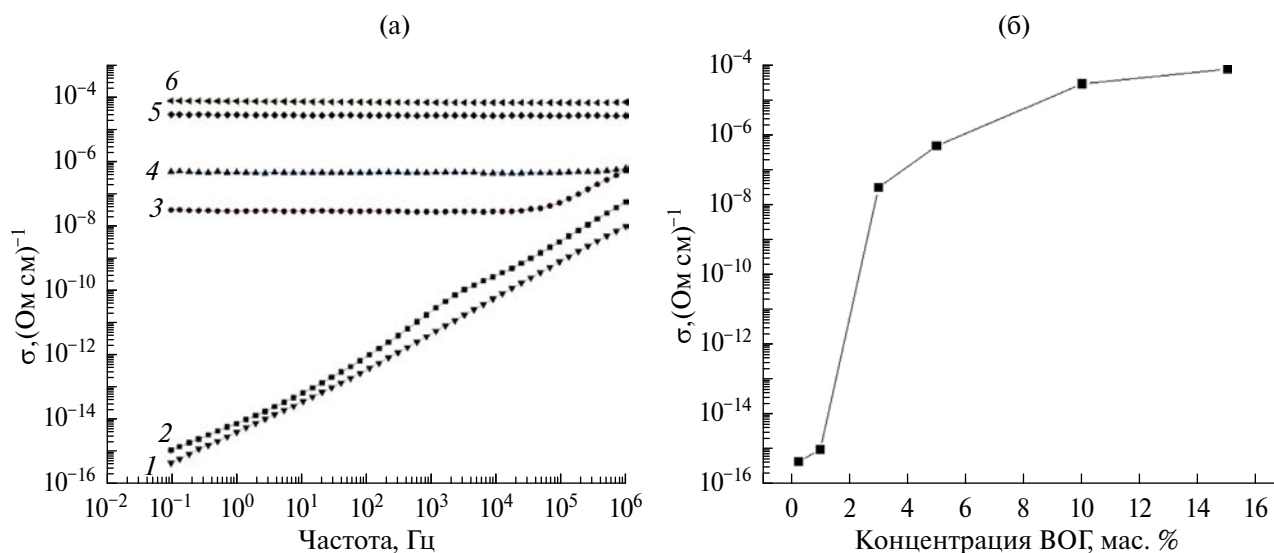 (а)
10⁻⁴
10⁻⁶
10⁻⁸
10⁻¹⁰
10⁻¹²
10⁻¹⁴
10⁻¹⁶
σ, (Ом см)⁻¹
6
5
4
3
2
1
10⁻² 10⁻¹ 10⁰ 10¹ 10² 10³ 10⁴ 10⁵ 10⁶
Частота, Гц
(б)
10⁻⁴
10⁻⁶
10⁻⁸
10⁻¹⁰
10⁻¹²
10⁻¹⁴
10⁻¹⁶
σ, (Ом см)⁻¹
0 2 4 6 8 10 12 14 16
Концентрация ВОГ, мас. %